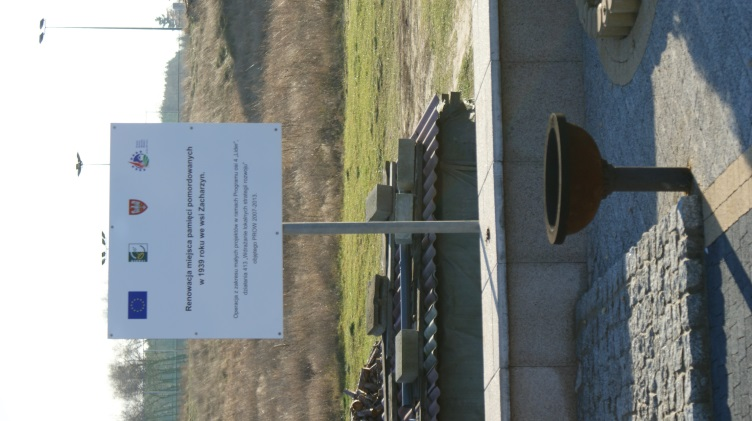 Renowacja miejsca pamięci pomordowanych
w 1939 roku we wsi Zacharzyn.
Operacja z zakresu małych projektów w ramach Programu osi 4 „Lider”,
działania 413 „Wdrażanie lokalnych strategii rozwoju”
objętego PROW 2007-2013.